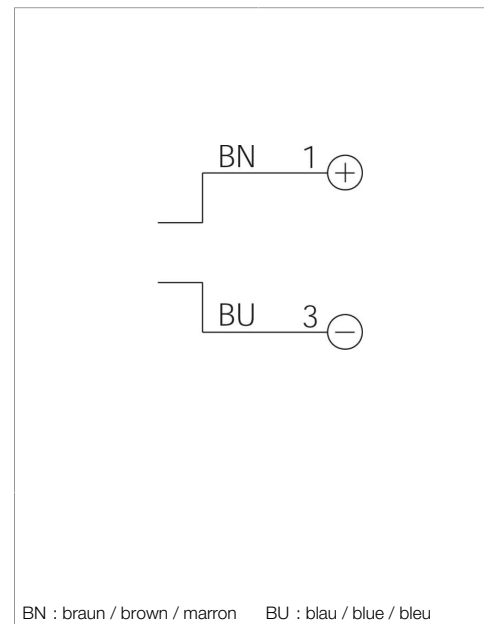 BN 1 +
BU 3 −
BN : braun / brown / marron BU : blau / blue / bleu